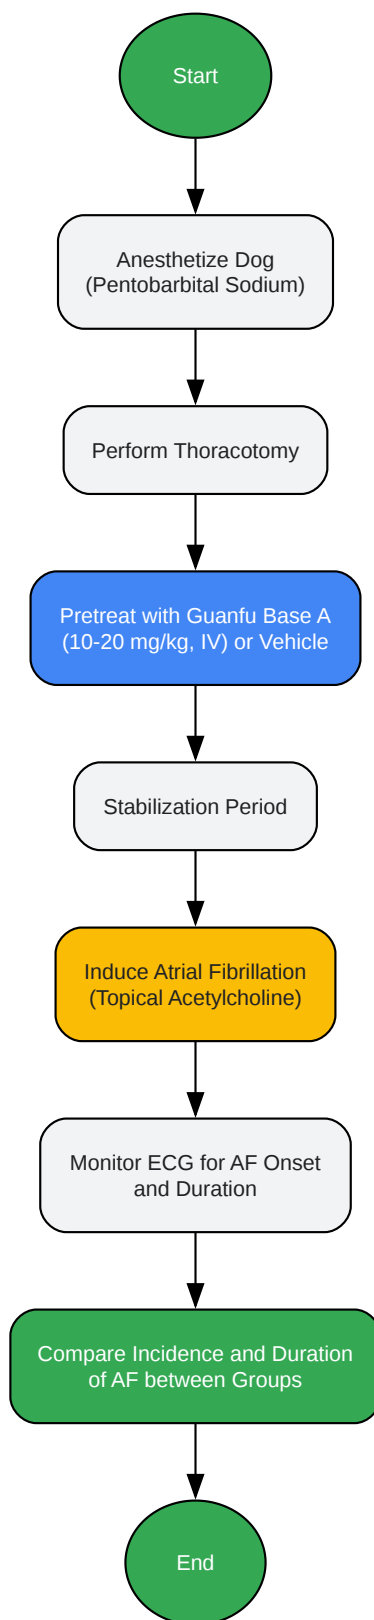 Start
Anesthetize Dog
(Pentobarbital Sodium)
Perform Thoracotomy
Pretreat with Guanfu Base A
(10-20 mg/kg, IV) or Vehicle
Stabilization Period
Induce Atrial Fibrillation
(Topical Acetylcholine)
Monitor ECG for AF Onset
and Duration
Compare Incidence and Duration
of AF between Groups
End